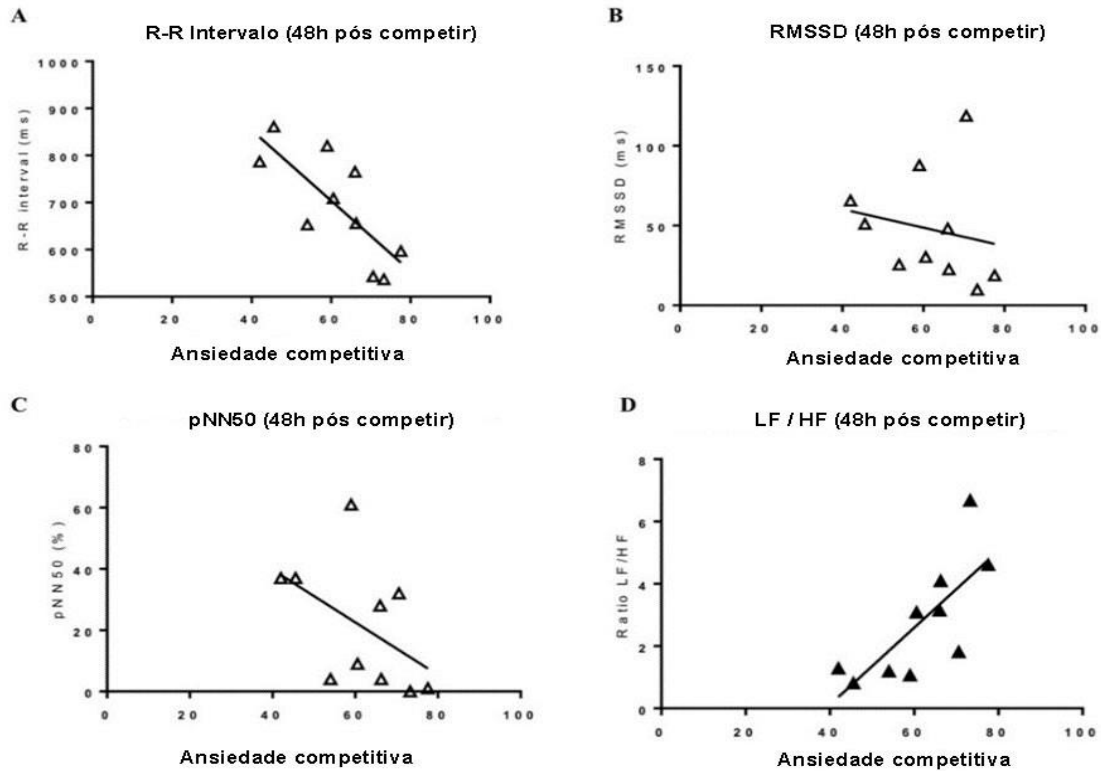 A
R-R Intervalo (48h pós competir)
1000
900
800
700
600
500
R-R interval (ms)
0 20 40 60 80 100
Ansiedade competitiva
B
RMSSD (48h pós competir)
150
100
50
0
RMSSD (ms)
0 20 40 60 80 100
Ansiedade competitiva
C
pNN50 (48h pós competir)
80
60
40
20
0
pNN50 (%)
0 20 40 60 80 100
Ansiedade competitiva
D
LF / HF (48h pós competir)
8
6
4
2
0
Ratio LF/HF
0 20 40 60 80 100
Ansiedade competitiva